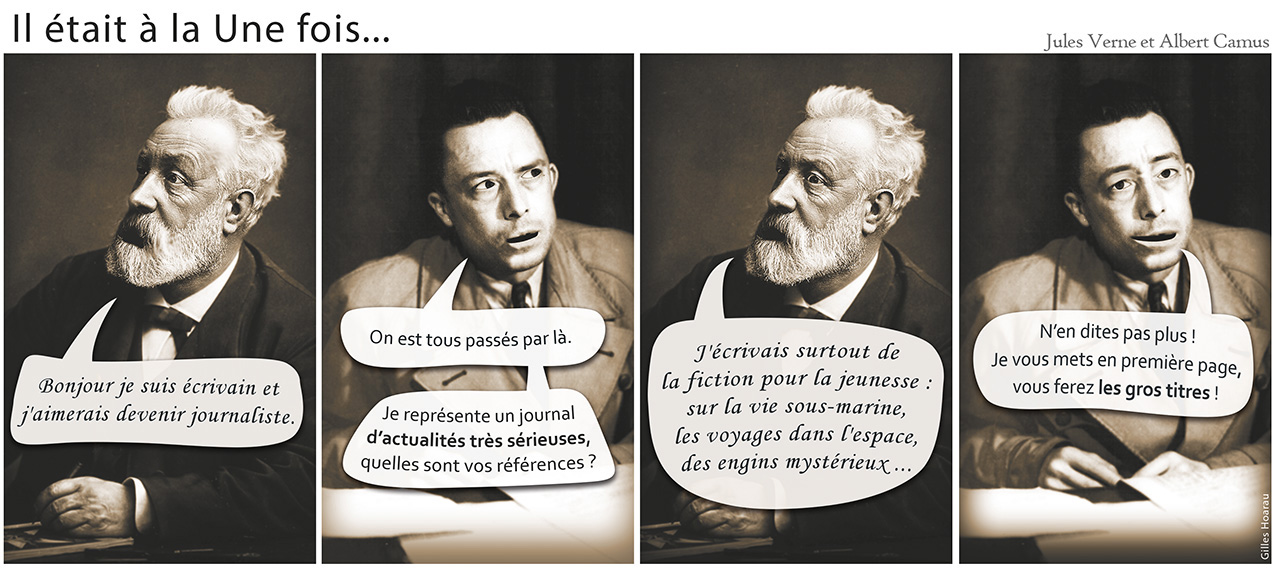 Il était à la Une fois...
Jules Verne et Albert Camus
Bonjour je suis écrivain et
j'aimerais devenir journaliste.
On est tous passés par là.
Je représente un journal
d’actualités très sérieuses,
quelles sont vos références ?
J'écrivais surtout de
la fiction pour la jeunesse :
sur la vie sous-marine,
les voyages dans l'espace,
des engins mystérieux...
N’en dites pas plus !
Je vous mets en première page,
vous ferez les gros titres !
Gilles Hoarau